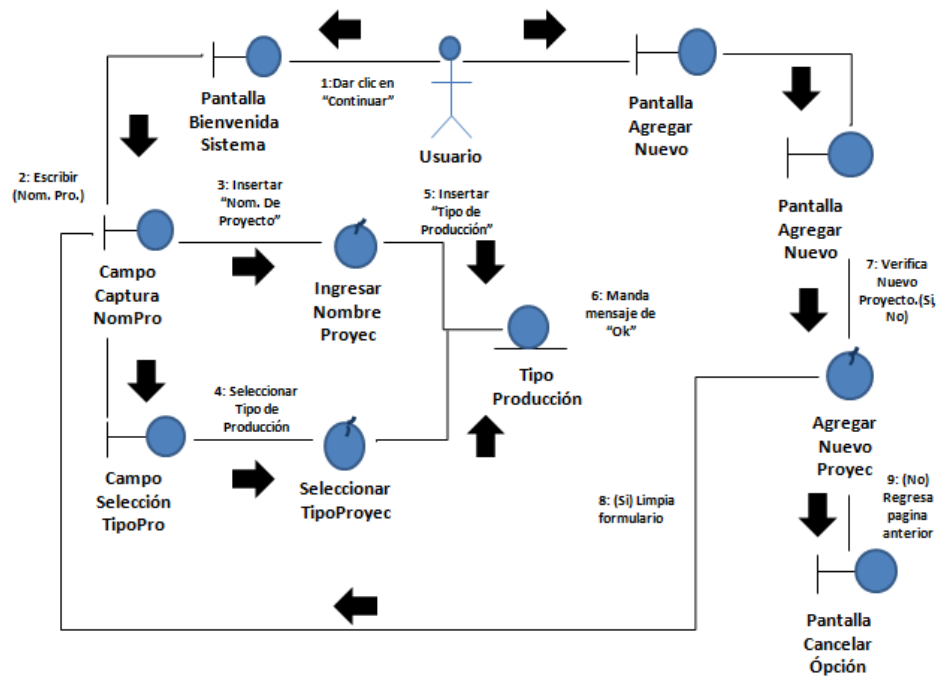 1:Dar clic en
“Continuar”
Pantalla
Bienvenida
Sistema
Usuario
Pantalla
Agregar
Nuevo
2: Escribir
(Nom. Pro.)
3: Insertar
“Nom. De
Proyecto”
5: Insertar
“Tipo de
Producción”
Pantalla
Agregar
Nuevo
Campo
Captura
NomPro
Ingresar
Nombre
Proyec
6: Manda
mensaje de
“Ok”
7: Verifica
Nuevo
Proyecto.(Si,
No)
Tipo
Producción
4: Seleccionar
Tipo de
Producción
Agregar
Nuevo
Proyec
Campo
Selección
TipoPro
Seleccionar
TipoProyec
8: (Si) Limpia
formulario
9: (No)
Regresa
pagina
anterior
Pantalla
Cancelar
Ópción